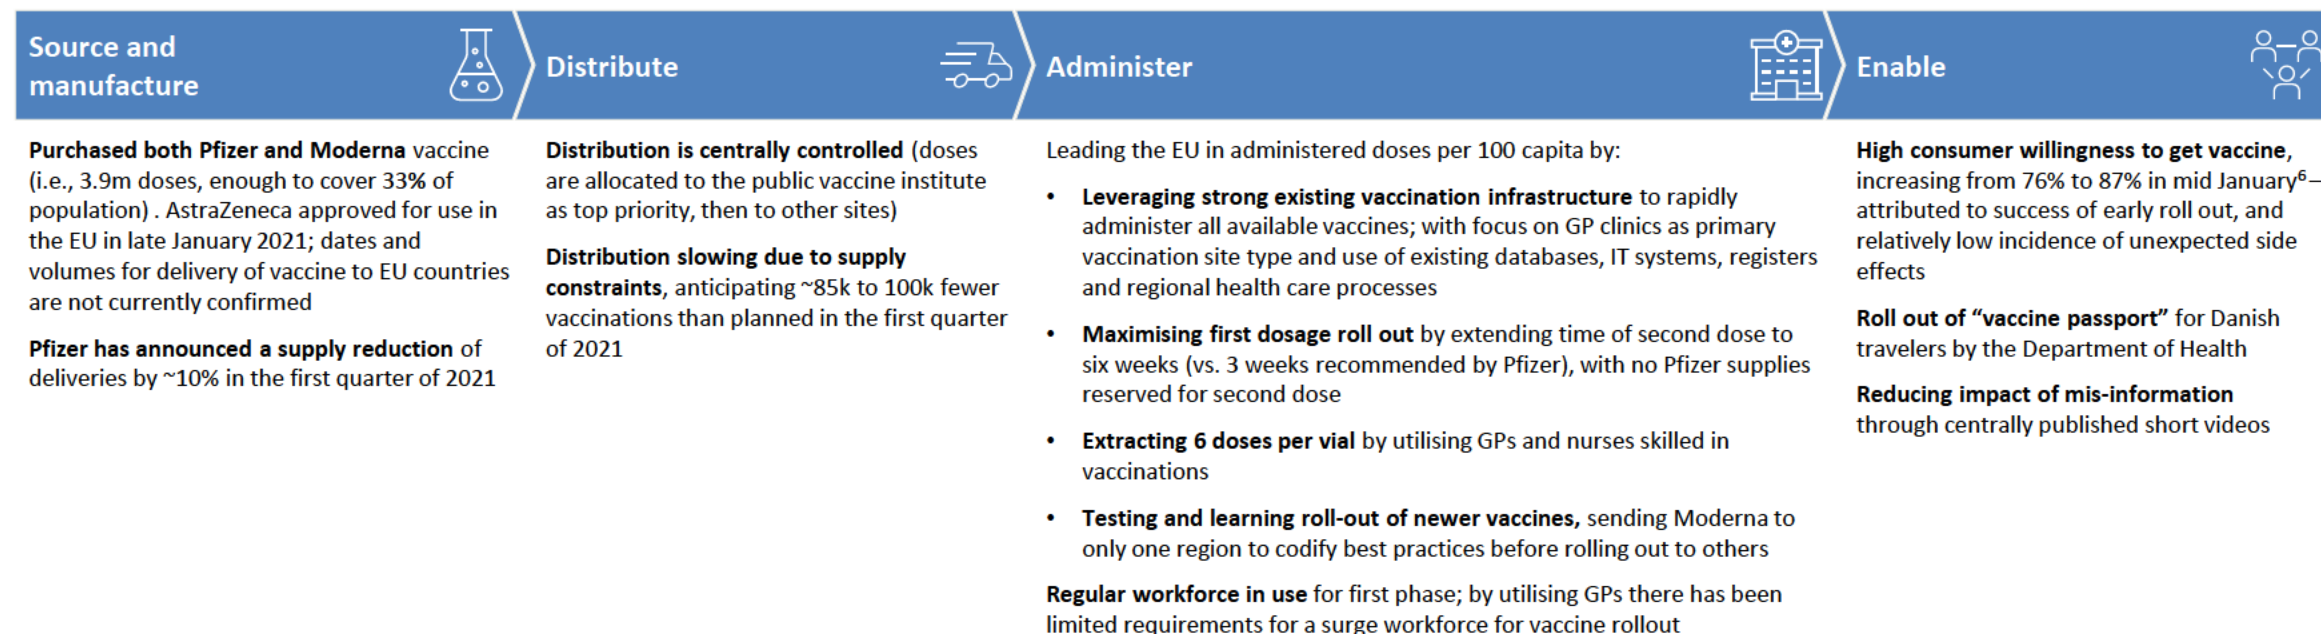 Source and
manufacture
Distribute
Administer
Enable
Purchased both Pfizer and Moderna vaccine
(i.e., 3.9m doses, enough to cover 33% of
population) . AstraZeneca approved for use in
the EU in late January 2021; dates and
volumes for delivery of vaccine to EU countries
are not currently confirmed
Pfizer has announced a supply reduction of
deliveries by ~10% in the first quarter of 2021
Distribution is centrally controlled (doses
are allocated to the public vaccine institute
as top priority, then to other sites)
Distribution slowing due to supply
constraints, anticipating ~85k to 100k fewer
vaccinations than planned in the first quarter
of 2021
Leading the EU in administered doses per 100 capita by:
• Leveraging strong existing vaccination infrastructure to rapidly
administer all available vaccines; with focus on GP clinics as primary
vaccination site type and use of existing databases, IT systems, registers
and regional health care processes
• Maximising first dosage roll out by extending time of second dose to
six weeks (vs. 3 weeks recommended by Pfizer), with no Pfizer supplies
reserved for second dose
• Extracting 6 doses per vial by utilising GPs and nurses skilled in
vaccinations
• Testing and learning roll-out of newer vaccines, sending Moderna to
only one region to codify best practices before rolling out to others
Regular workforce in use for first phase; by utilising GPs there has been
limited requirements for a surge workforce for vaccine rollout
High consumer willingness to get vaccine,
increasing from 76% to 87% in mid January⁶—
attributed to success of early roll out, and
relatively low incidence of unexpected side
effects
Roll out of “vaccine passport” for Danish
travelers by the Department of Health
Reducing impact of mis-information
through centrally published short videos